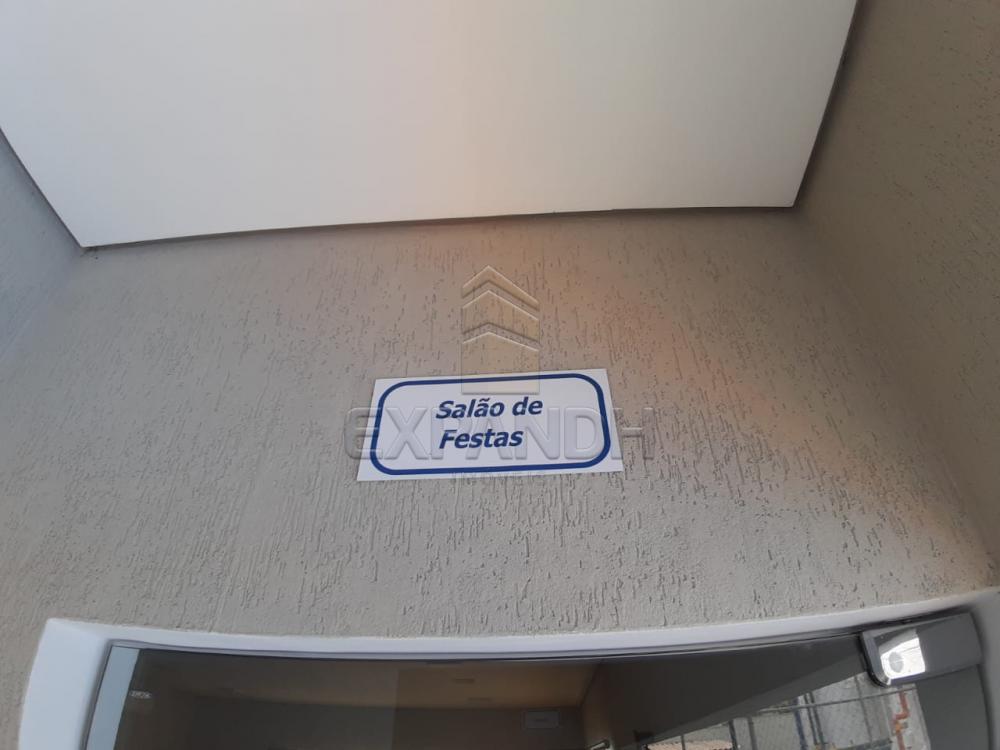 Salão de
Festas
EXPANDH